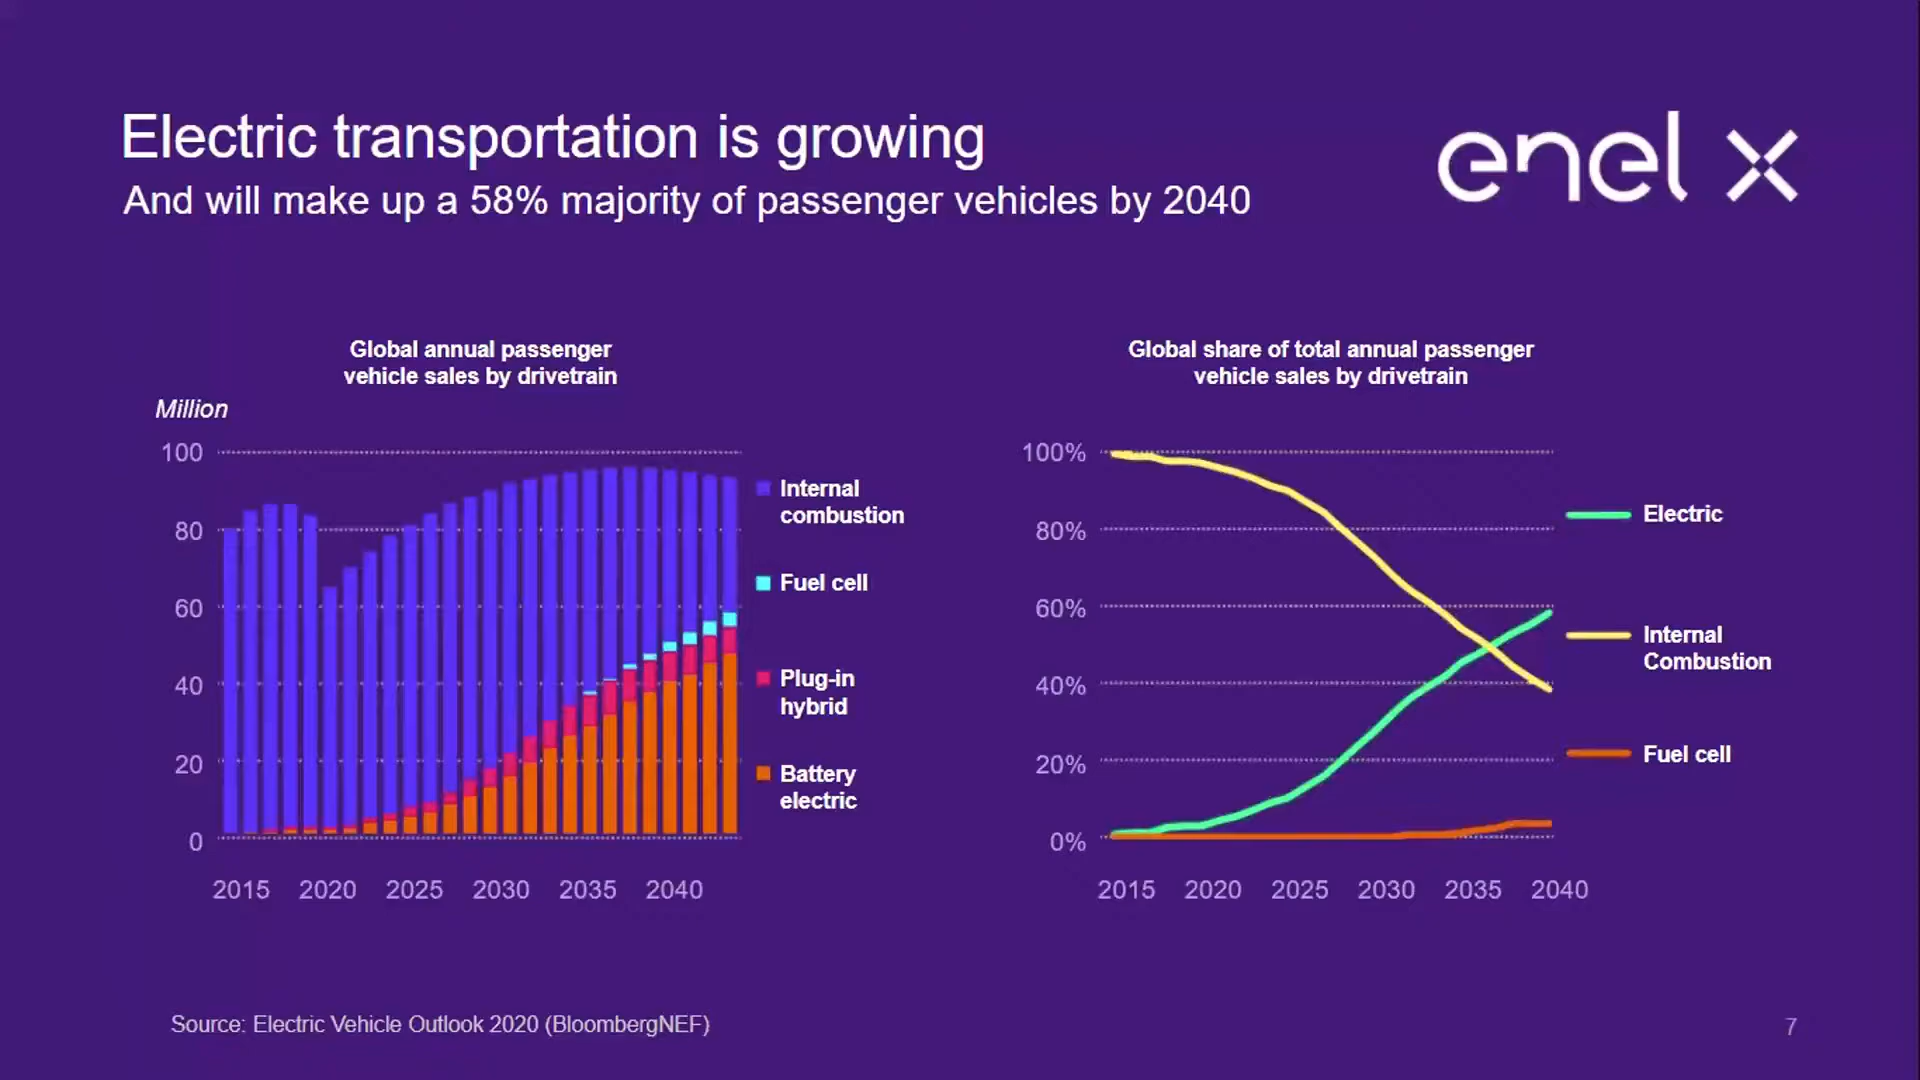 Electric transportation is growing
And will make up a 58% majority of passenger vehicles by 2040
enel x
Global annual passenger
vehicle sales by drivetrain
Million
100
80
60
40
20
0
2015 2020 2025 2030 2035 2040
Internal
combustion
Fuel cell
Plug-in
hybrid
Battery
electric
Global share of total annual passenger
vehicle sales by drivetrain
100%
80%
60%
40%
20%
0%
2015 2020 2025 2030 2035 2040
Electric
Internal
Combustion
Fuel cell
Source: Electric Vehicle Outlook 2020 (BloombergNEF)
7